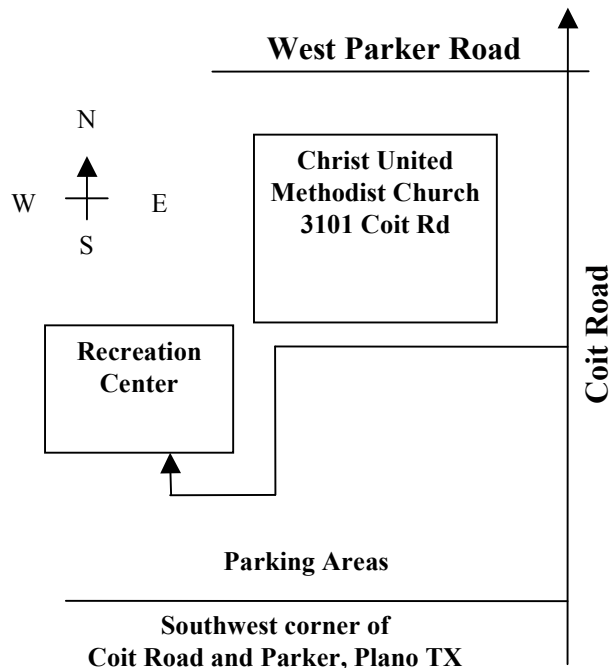 West Parker Road
N
W
E
S
Christ United
Methodist Church
3101 Coit Rd
Coit Road
Recreation
Center
Parking Areas
Southwest corner of
Coit Road and Parker, Plano TX